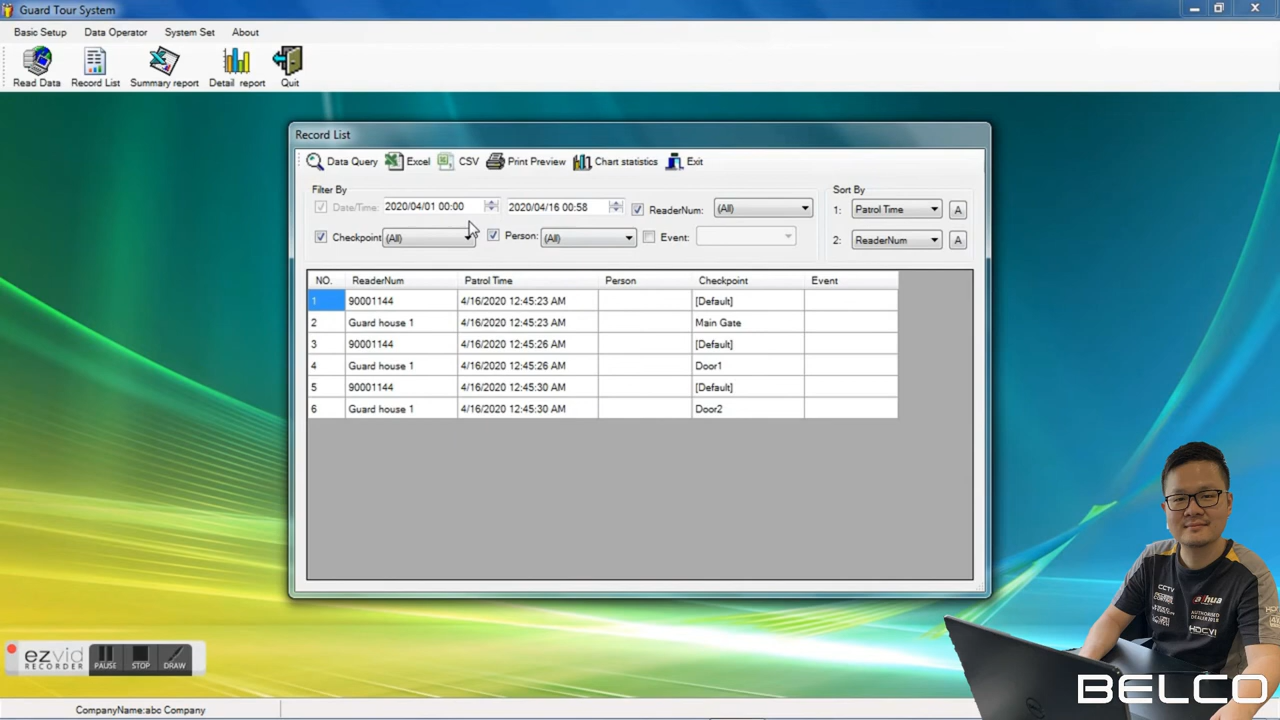 Guard Tour System
Basic Setup Data Operator System Set About
Read Data Record List Summary report Detail report Quit
Record List
Data Query Excel CSV Print Preview Chart statistics Exit
Filter By Sort By
Date/Time: 2020/04/01 00:00 2020/04/16 00:58 ReaderNum: (All) 1: Patrol Time A
Checkpoint (All) Person: (All) Event: 2: ReaderNum A
NO. ReaderNum Patrol Time Person Checkpoint Event
1 90001144 4/16/2020 12:45:23 AM [Default]
2 Guard house 1 4/16/2020 12:45:23 AM Main Gate
3 90001144 4/16/2020 12:45:26 AM [Default]
4 Guard house 1 4/16/2020 12:45:26 AM Door1
5 90001144 4/16/2020 12:45:30 AM [Default]
6 Guard house 1 4/16/2020 12:45:30 AM Door2
CCTV
alhua
AUTHORISED
DEALER 2019
HDCVI
ezvid
RECORDER
PAUSE STOP DRAW
BELCO
CompanyName:abc Company